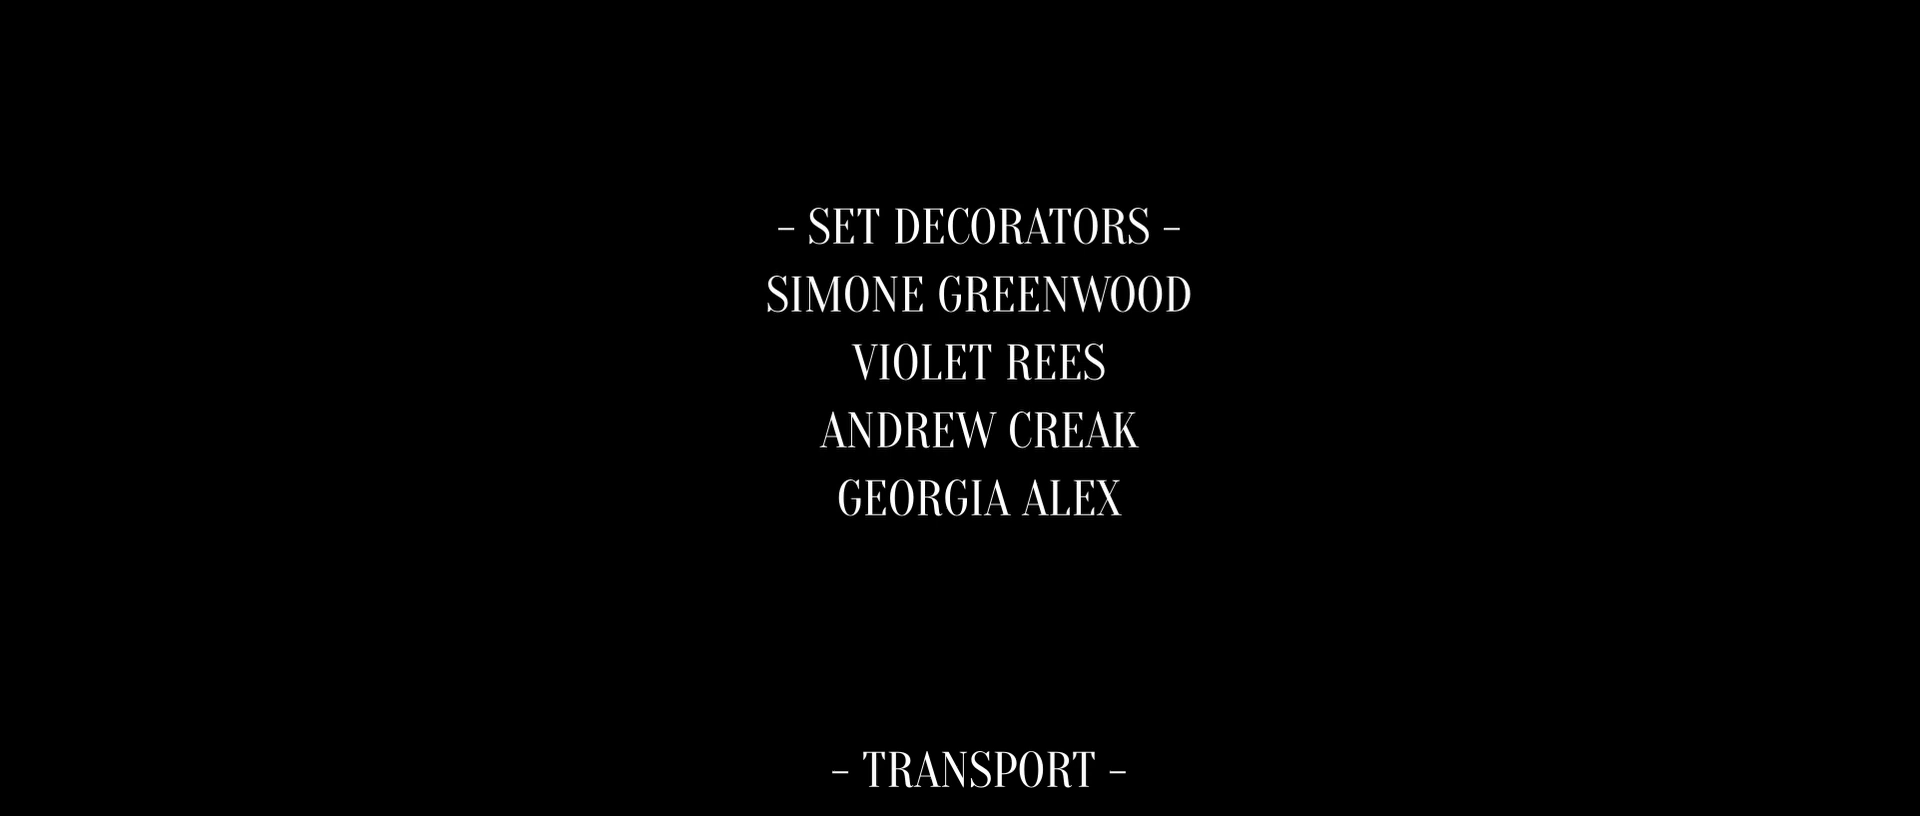 – SET DECORATORS –
SIMONE GREENWOOD
VIOLET REES
ANDREW CREAK
GEORGIA ALEX
– TRANSPORT –